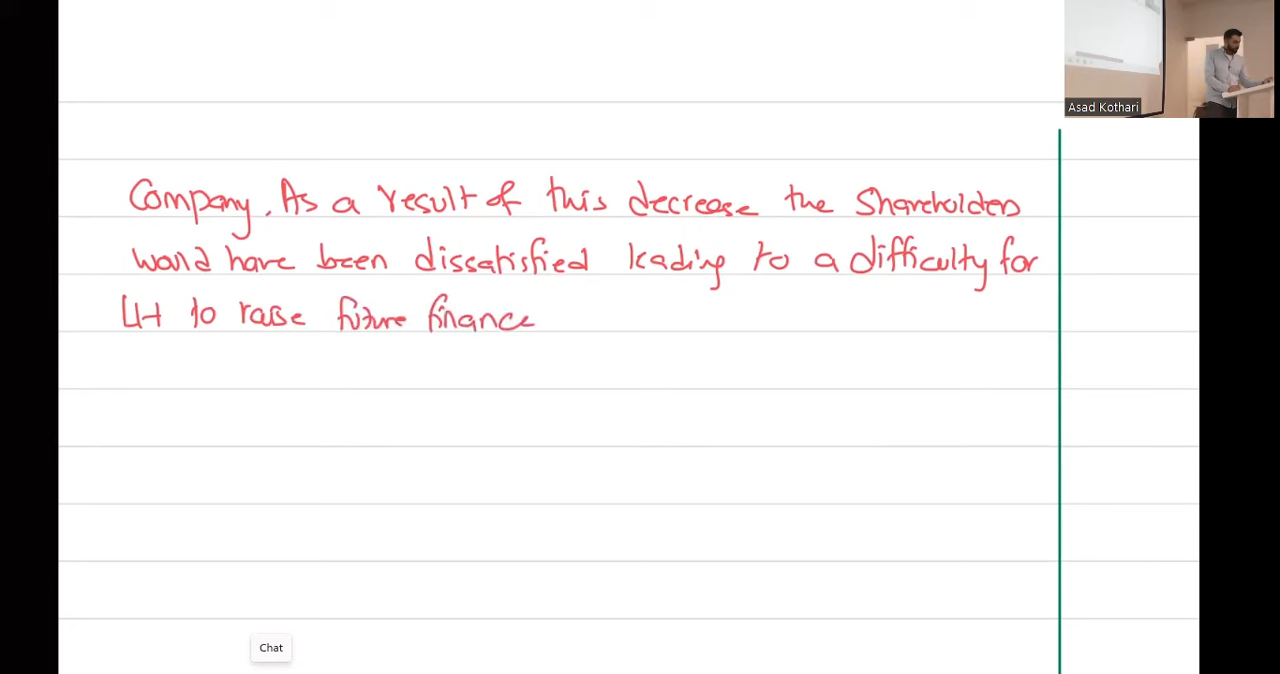 Asad Kothari
Company. As a result of this decrease the Shareholders
would have been dissatisfied leading to a difficulty for
LH to raise future finance
Chat